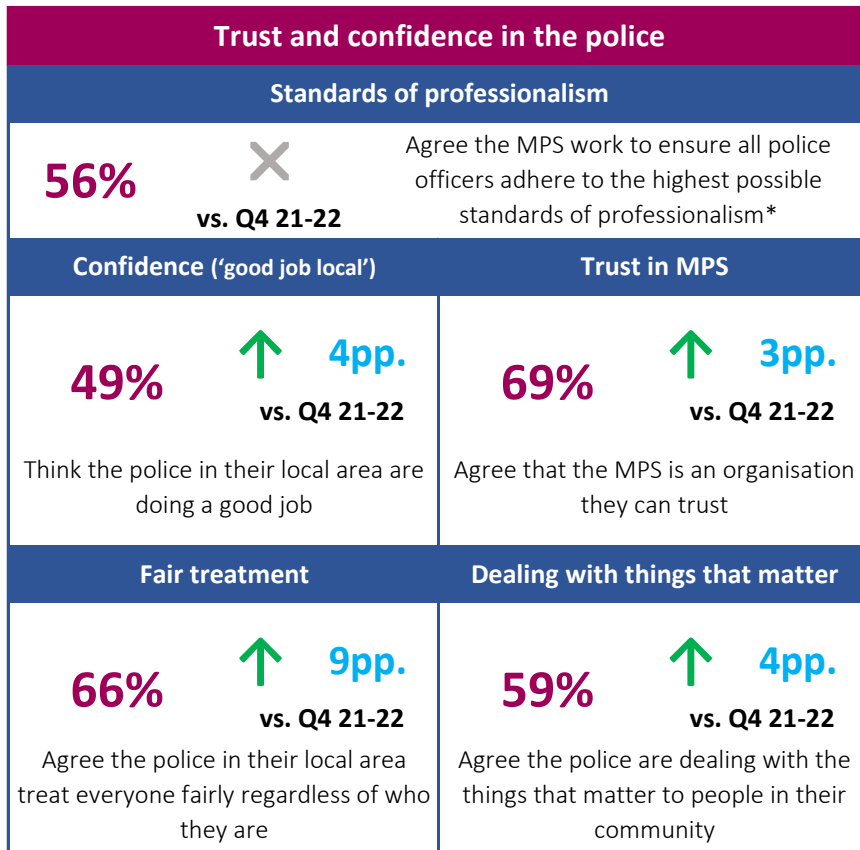 Trust and confidence in the police
Standards of professionalism
56%
vs. Q4 21-22
Agree the MPS work to ensure all police
officers adhere to the highest possible
standards of professionalism*
Confidence (‘good job local’)
49%
4pp.
vs. Q4 21-22
Think the police in their local area are
doing a good job
Trust in MPS
69%
3pp.
vs. Q4 21-22
Agree that the MPS is an organisation
they can trust
Fair treatment
66%
9pp.
vs. Q4 21-22
Agree the police in their local area
treat everyone fairly regardless of who
they are
Dealing with things that matter
59%
4pp.
vs. Q4 21-22
Agree the police are dealing with the
things that matter to people in their
community